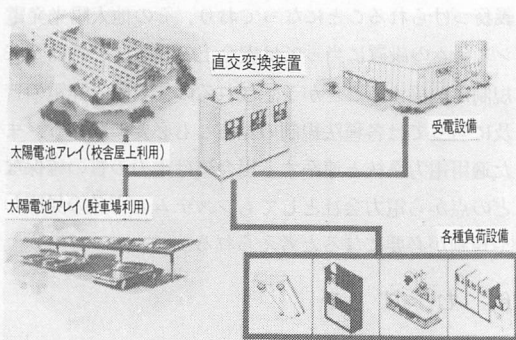 直交変換装置
受電設備
太陽電池アレイ(校舎屋上利用)
太陽電池アレイ(駐車場利用)
各種負荷設備